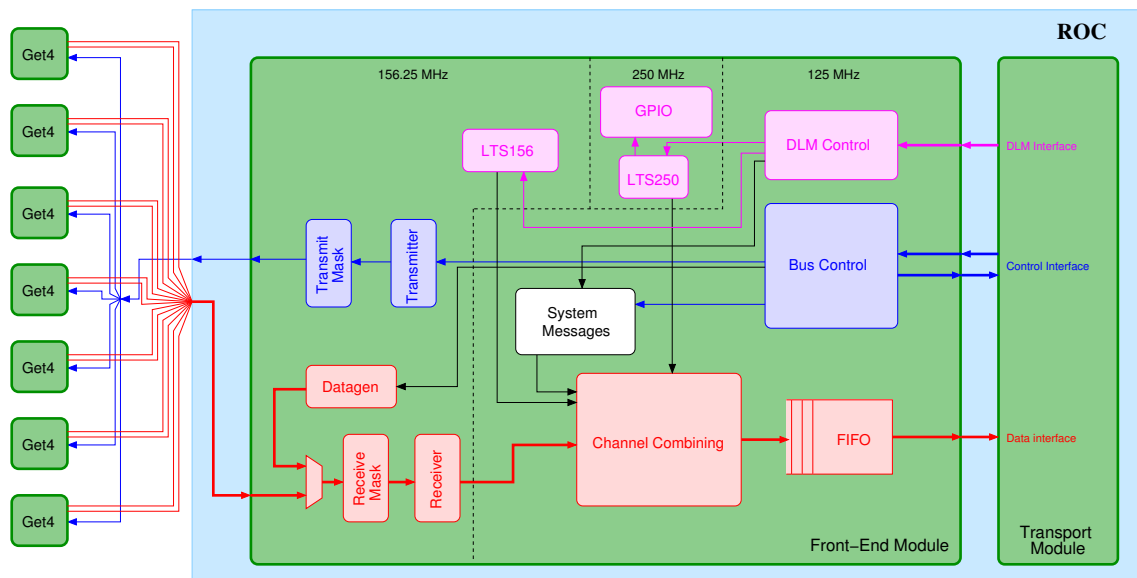 ROC
156.25 MHz
250 MHz
125 MHz
Get4
Get4
Get4
Get4
Get4
Get4
Get4
GPIO
LTS156
LTS250
DLM Control
DLM Interface
Transmit
Mask
Transmitter
Bus Control
Control Interface
System
Messages
Datagen
Receive
Mask
Receiver
Channel Combining
FIFO
Data interface
Front−End Module
Transport
Module